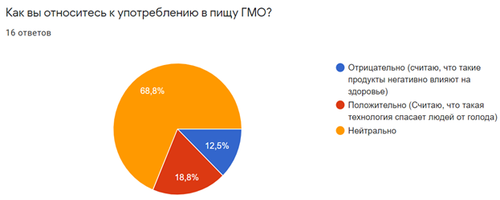 Как вы относитесь к употреблению в пищу ГМО?
16 ответов
Отрицательно (считаю, что такие
продукты негативно влияют на
здоровье)
Положительно (Считаю, что такая
технология спасает людей от голода)
Нейтрально
68,8%
12,5%
18,8%